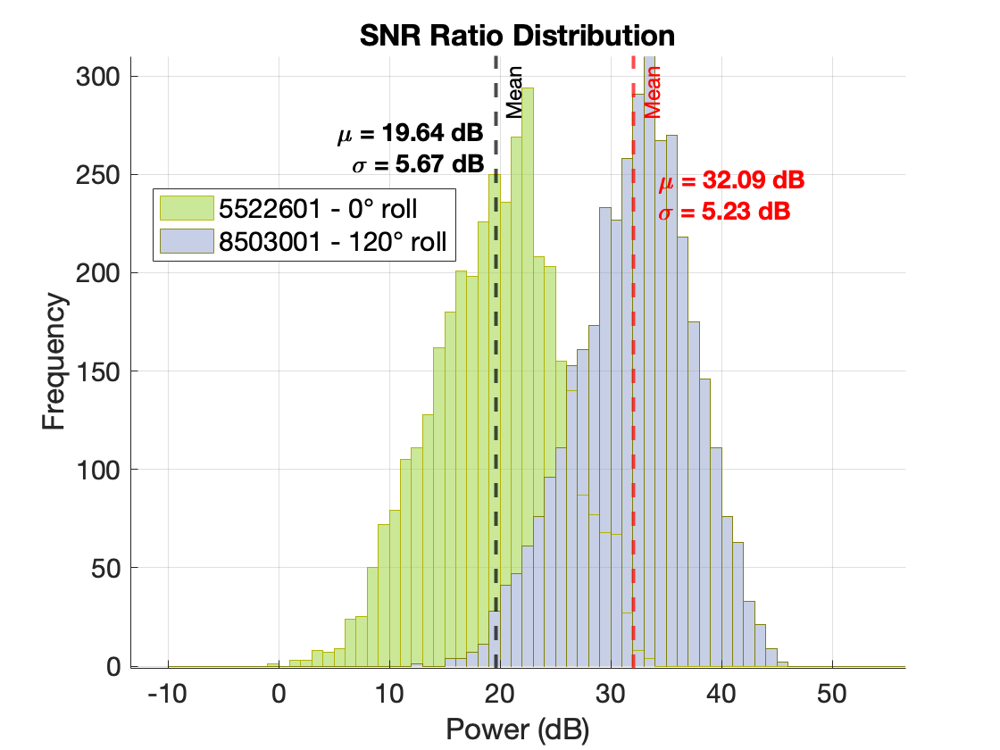 SNR Ratio Distribution
Mean
Mean
μ = 19.64 dB
σ = 5.67 dB
μ = 32.09 dB
σ = 5.23 dB
5522601 - 0° roll
8503001 - 120° roll
Frequency
300
250
200
150
100
50
0
-10 0 10 20 30 40 50
Power (dB)